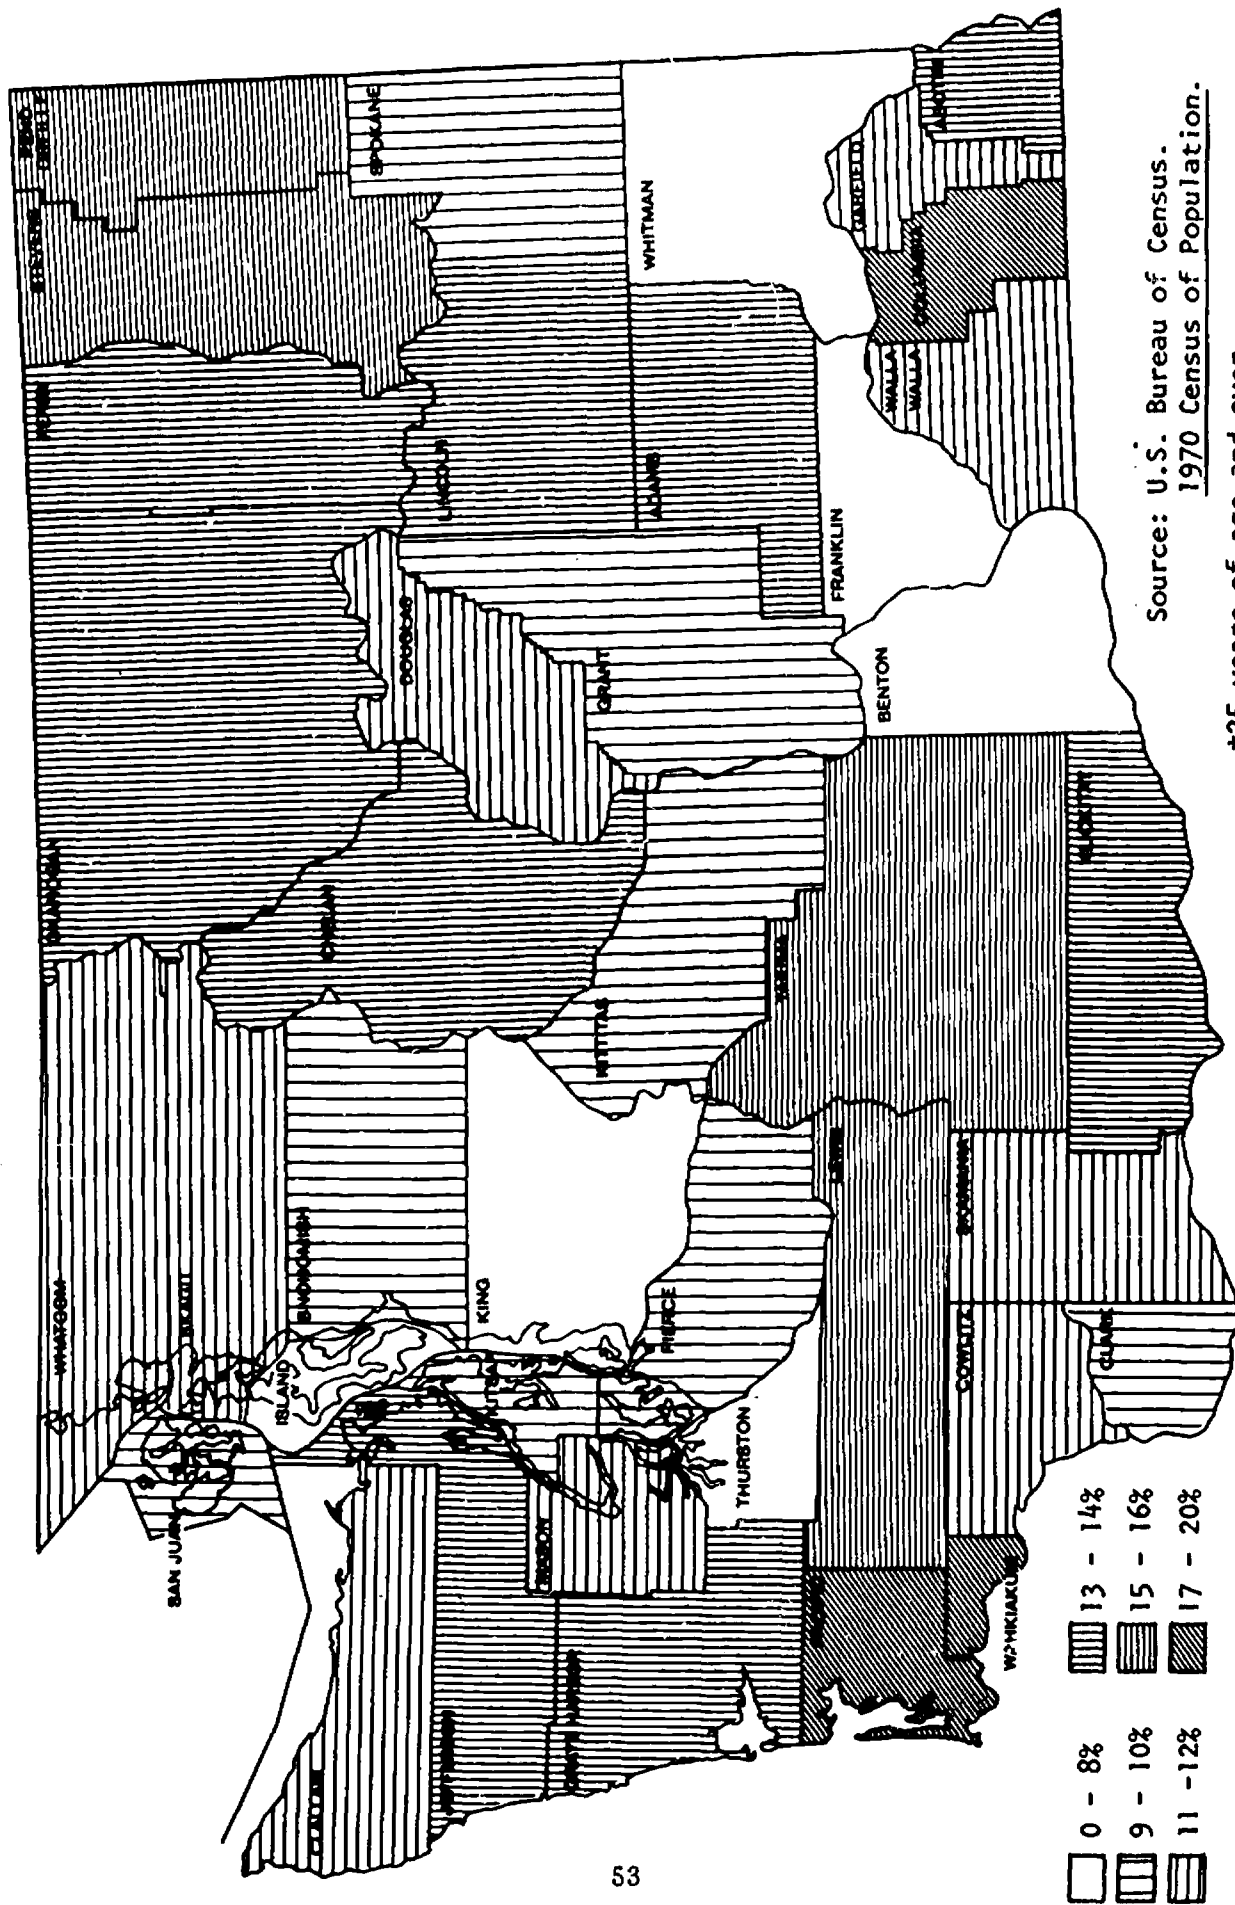 WHATCOM
SAN JUAN
SKAGIT
ISLAND
SNOHOMISH
OKANOGAN
FERRY
STEVENS
PEND
OREILLE
CHELAN
DOUGLAS
LINCOLN
SPOKANE
CLALLAM
JEFFERSON
KITSAP
KING
MASON
GRAYS HARBOR
PIERCE
KITTITAS
GRANT
ADAMS
WHITMAN
THURSTON
PACIFIC
LEWIS
YAKIMA
FRANKLIN
BENTON
WALLA
WALLA
COLUMBIA
GARFIELD
ASOTIN
WAHKIAKUM
COWLITZ
SKAMANIA
CLARK
KLICKITAT
0 - 8%
9 - 10%
11 -12%
13 - 14%
15 - 16%
17 - 20%
Source: U.S. Bureau of Census.
1970 Census of Population.
53